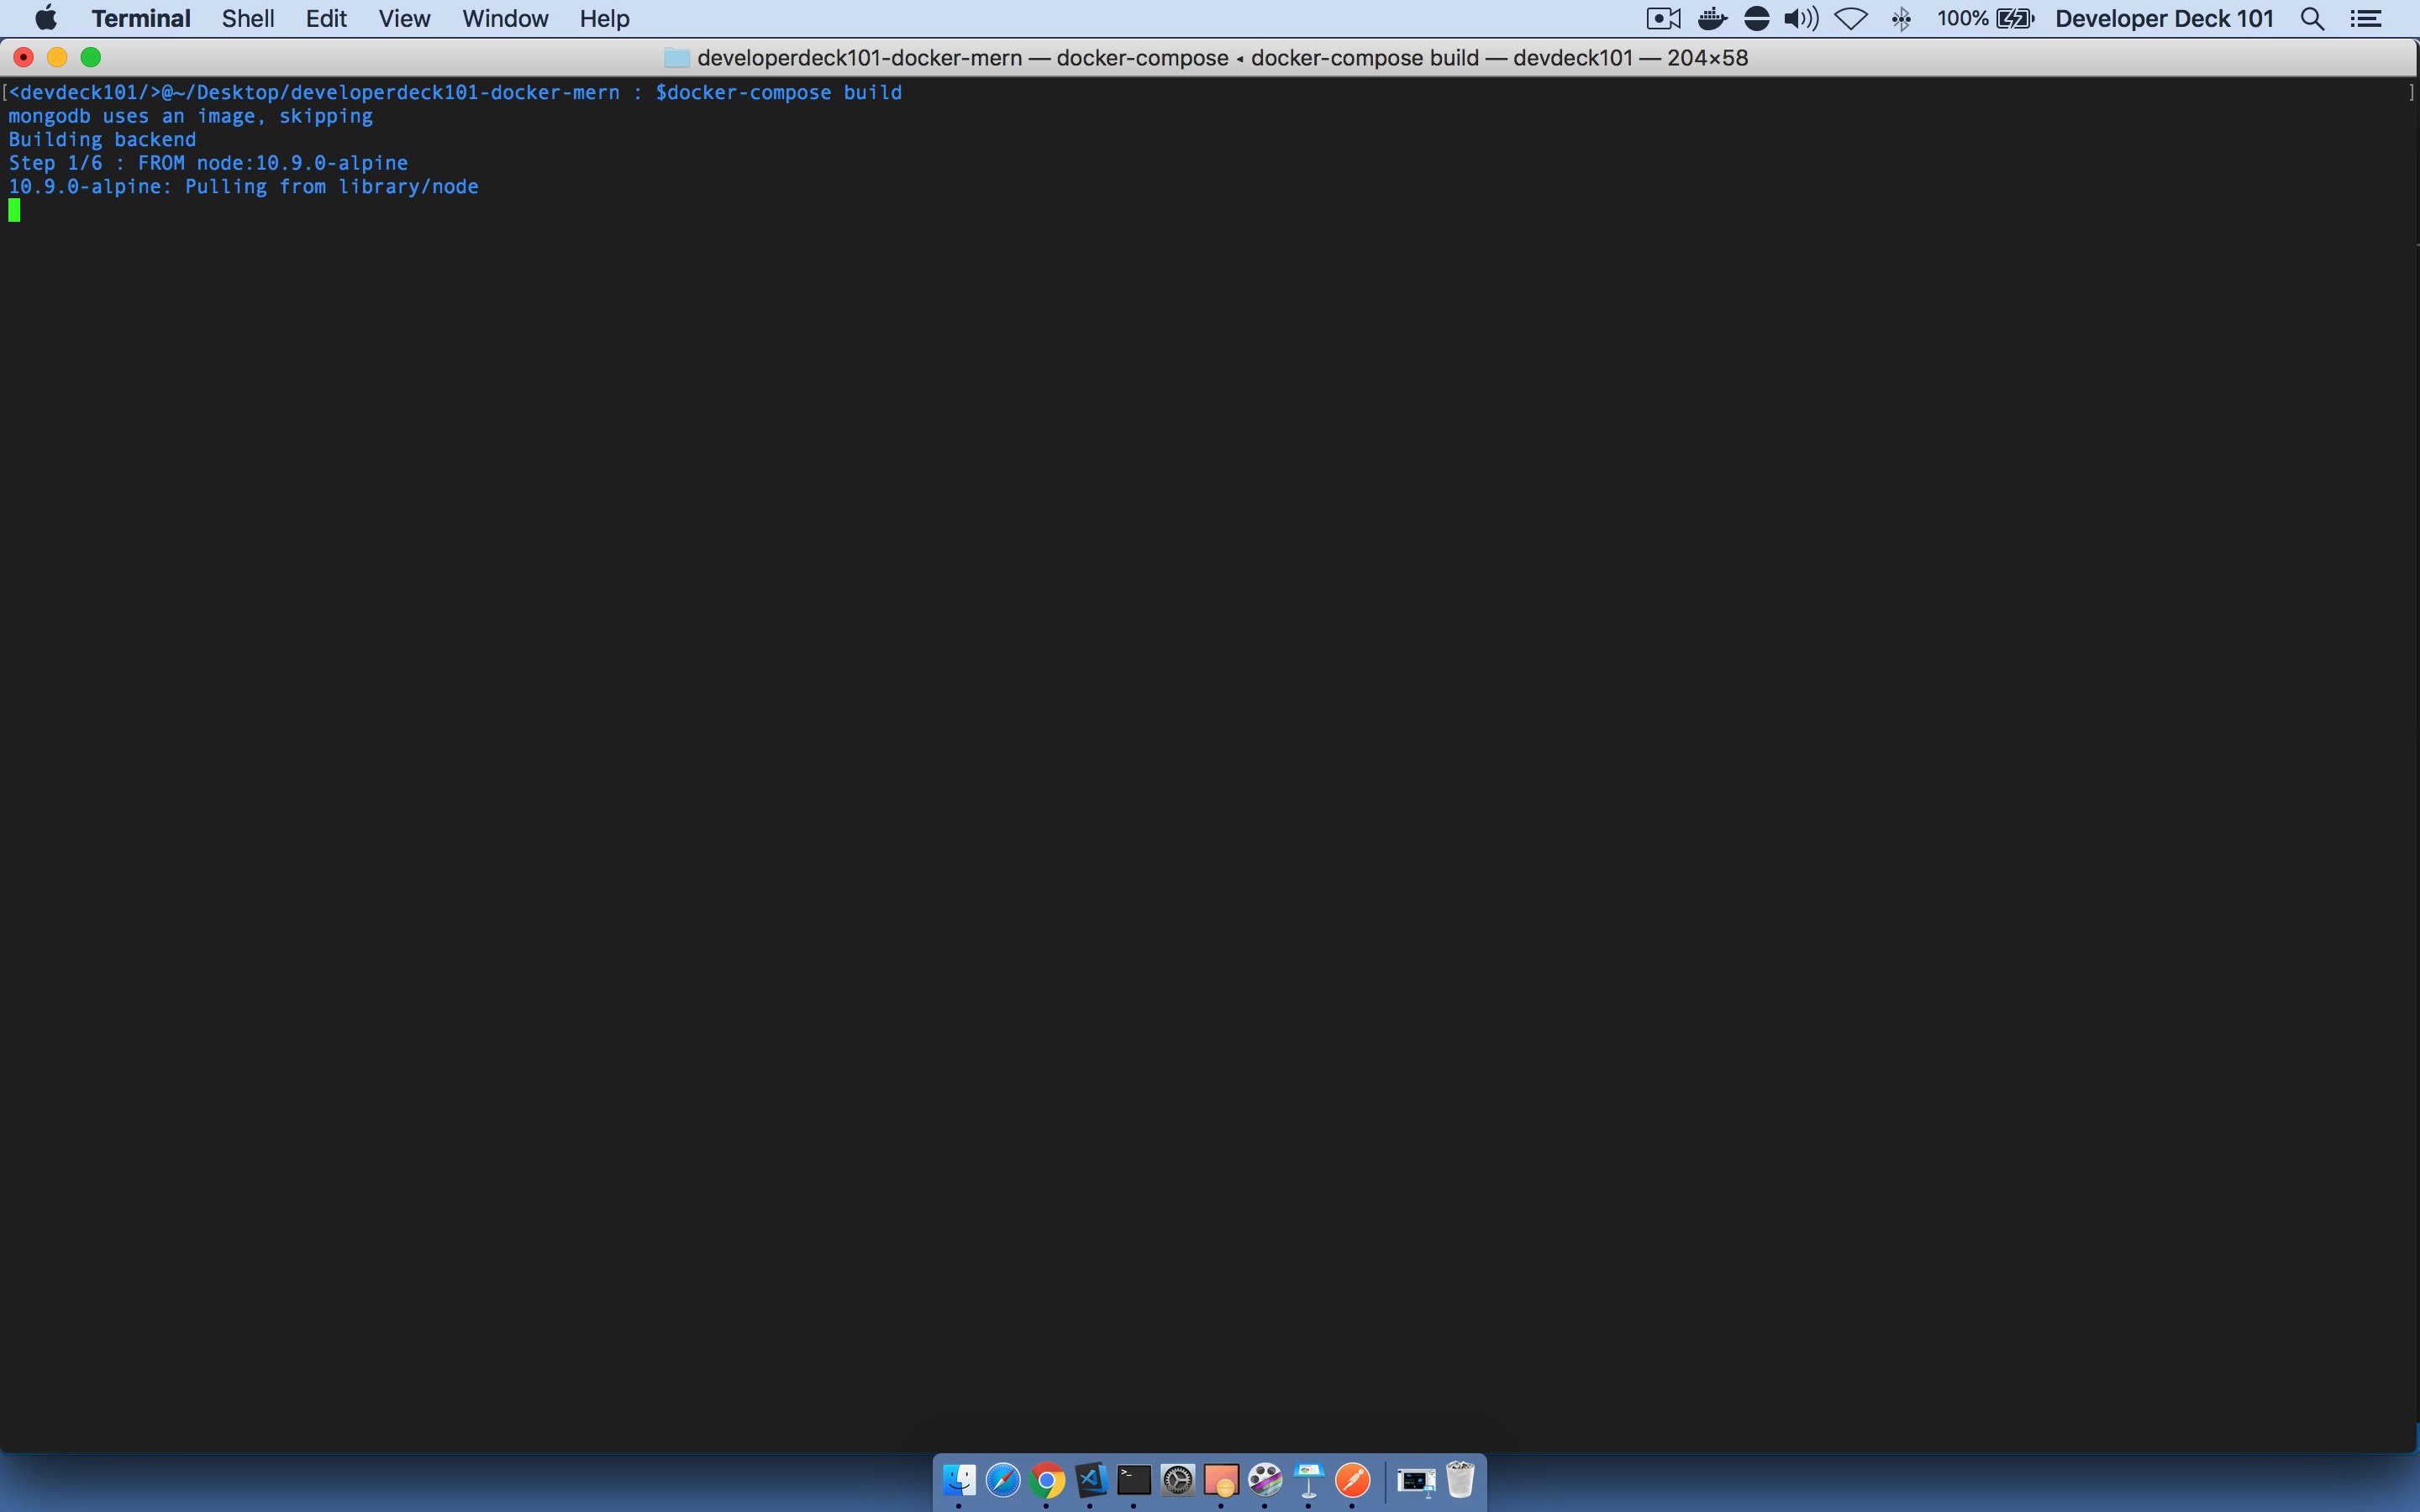 Terminal Shell Edit View Window Help 100% Developer Deck 101
developerdeck101-docker-mern — docker-compose ◂ docker-compose build — devdeck101 — 204×58
[<devdeck101/>@~/Desktop/developerdeck101-docker-mern : $docker-compose build ]
mongodb uses an image, skipping
Building backend
Step 1/6 : FROM node:10.9.0-alpine
10.9.0-alpine: Pulling from library/node